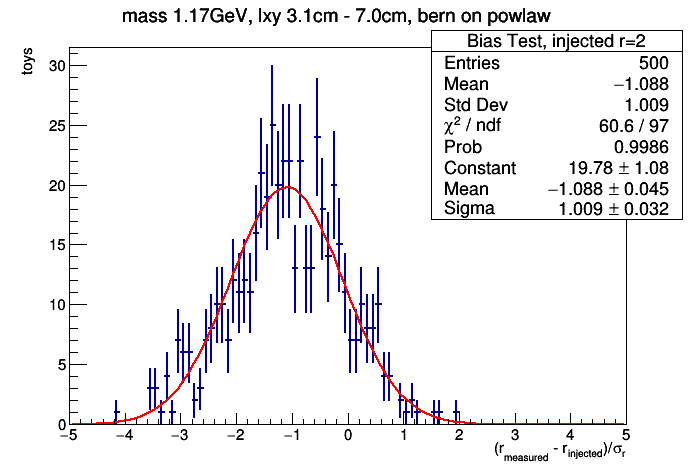 mass 1.17GeV, lxy 3.1cm - 7.0cm, bern on powlaw
Bias Test, injected r=2
Entries 500
Mean −1.088
Std Dev 1.009
χ² / ndf 60.6 / 97
Prob 0.9986
Constant 19.78 ± 1.08
Mean −1.088 ± 0.045
Sigma 1.009 ± 0.032
toys
30
25
20
15
10
5
0
−5 −4 −3 −2 −1 0 1 2 3 4 5
(r_measured - r_injected)/σ_r